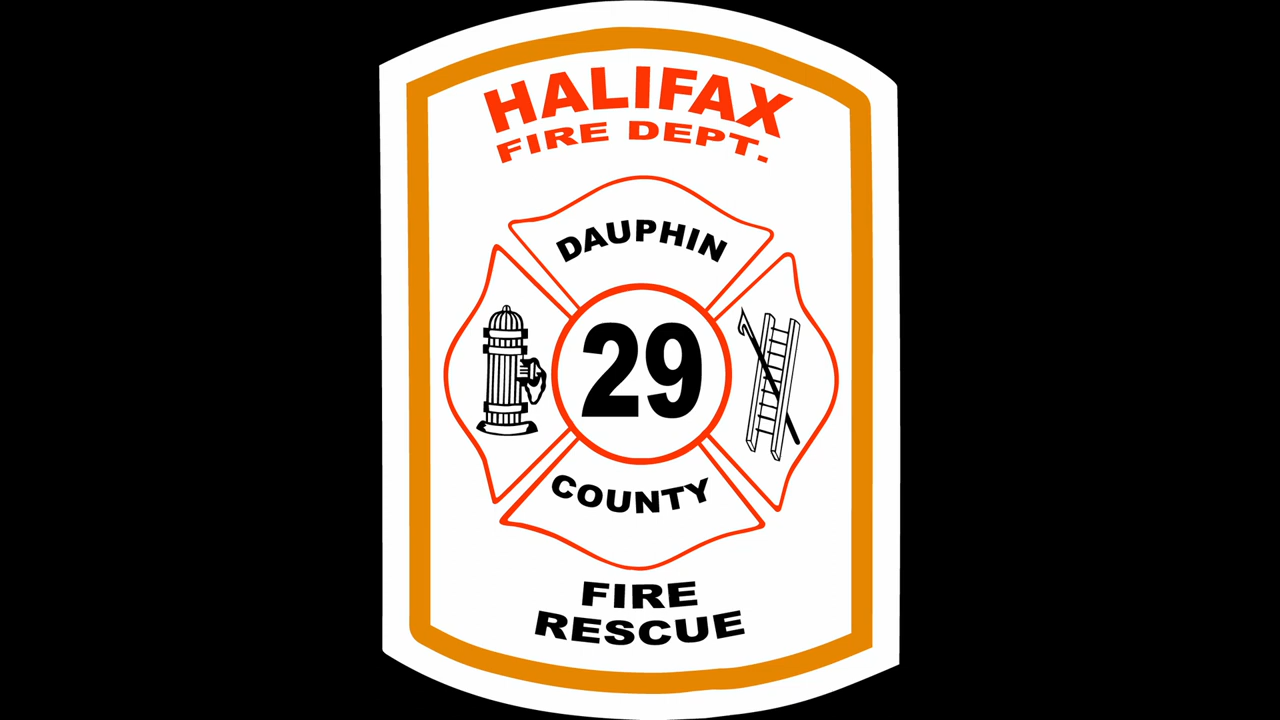 HALIFAX
FIRE DEPT.
DAUPHIN
29
COUNTY
FIRE
RESCUE